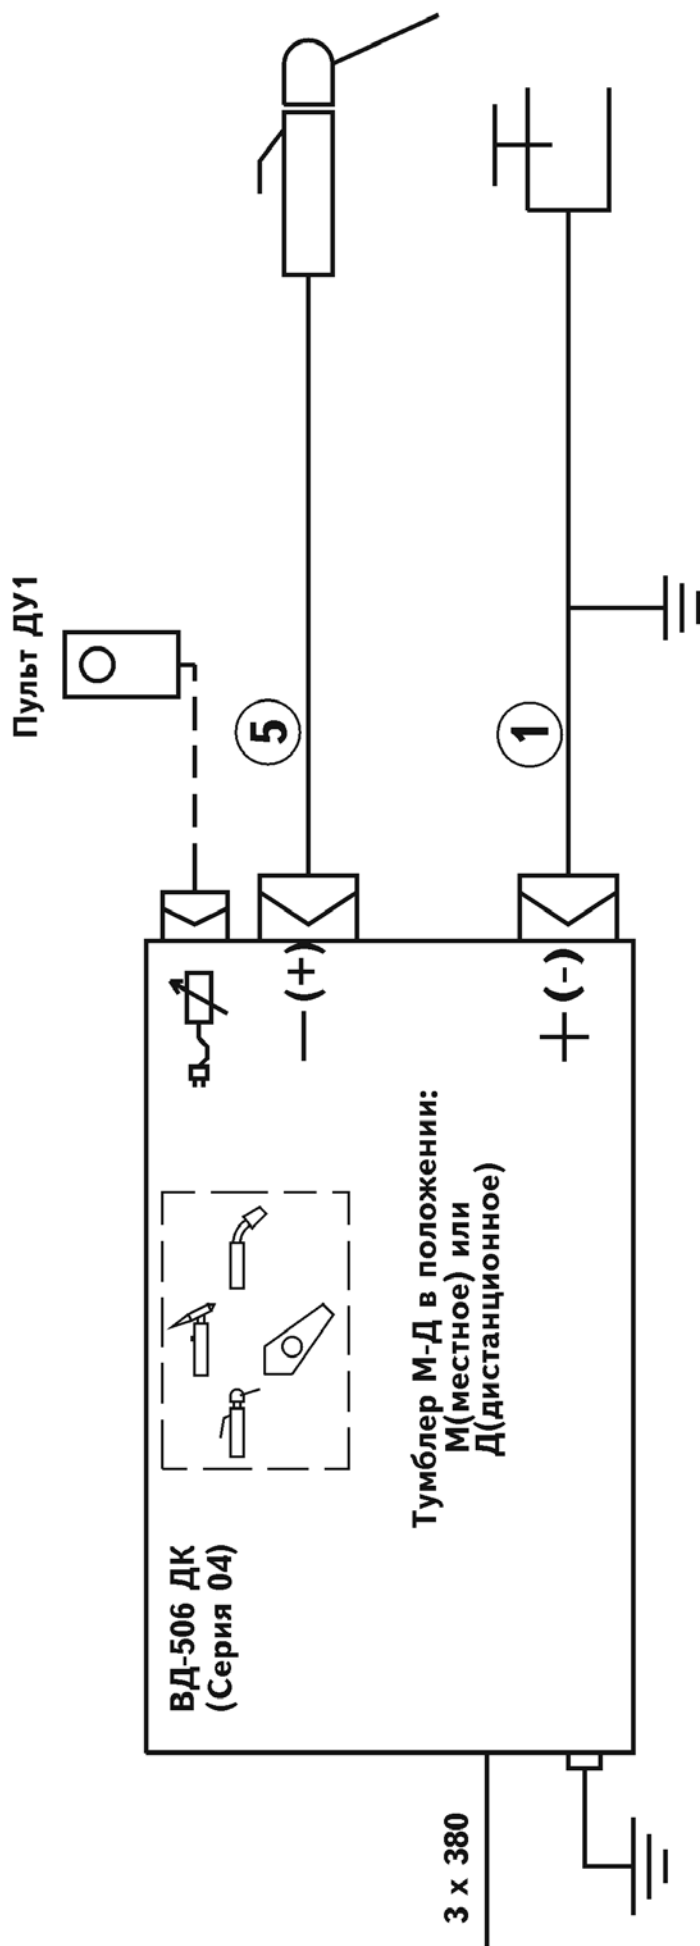 Пульт ДУ1
5
1
— (+)
+ (-)
ВД-506 ДК
(Серия 04)
Тумблер М-Д в положении:
М(местное) или
Д(дистанционное)
3 x 380